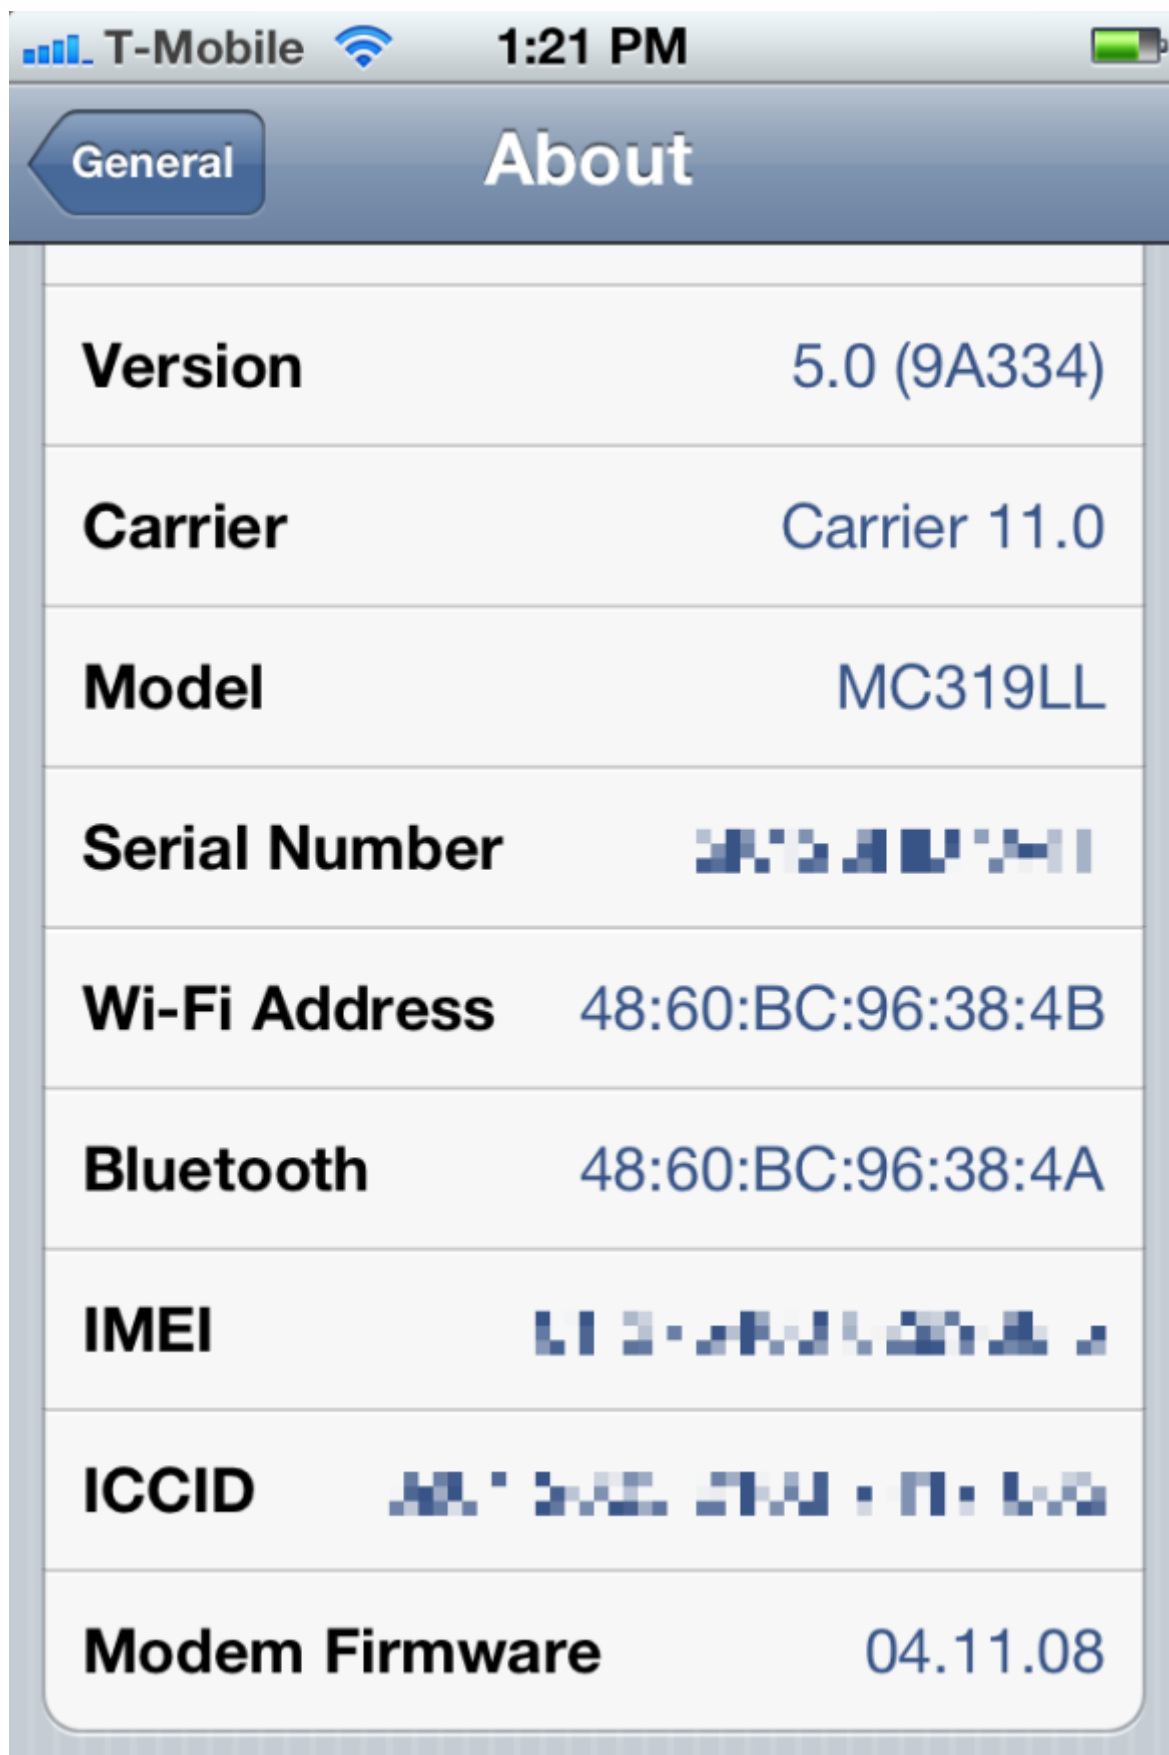 T-Mobile 1:21 PM
General About
Version 5.0 (9A334)
Carrier Carrier 11.0
Model MC319LL
Serial Number
Wi-Fi Address 48:60:BC:96:38:4B
Bluetooth 48:60:BC:96:38:4A
IMEI
ICCID
Modem Firmware 04.11.08